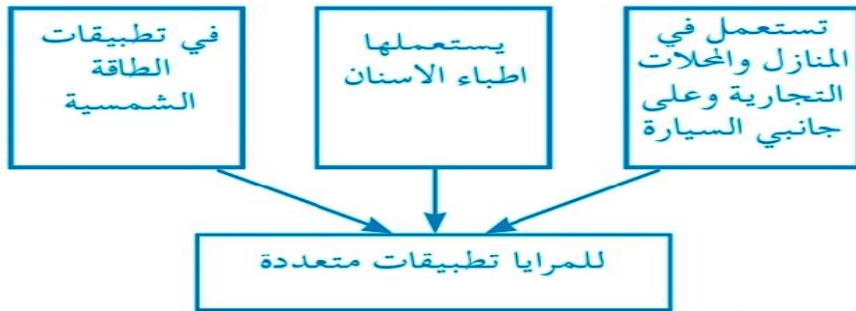 تستعمل في
المنازل والمحلات
التجارية وعلى
جانبي السيارة
يستعملها
اطباء الاسنان
في تطبيقات
الطاقة
الشمسية
للمرايا تطبيقات متعددة